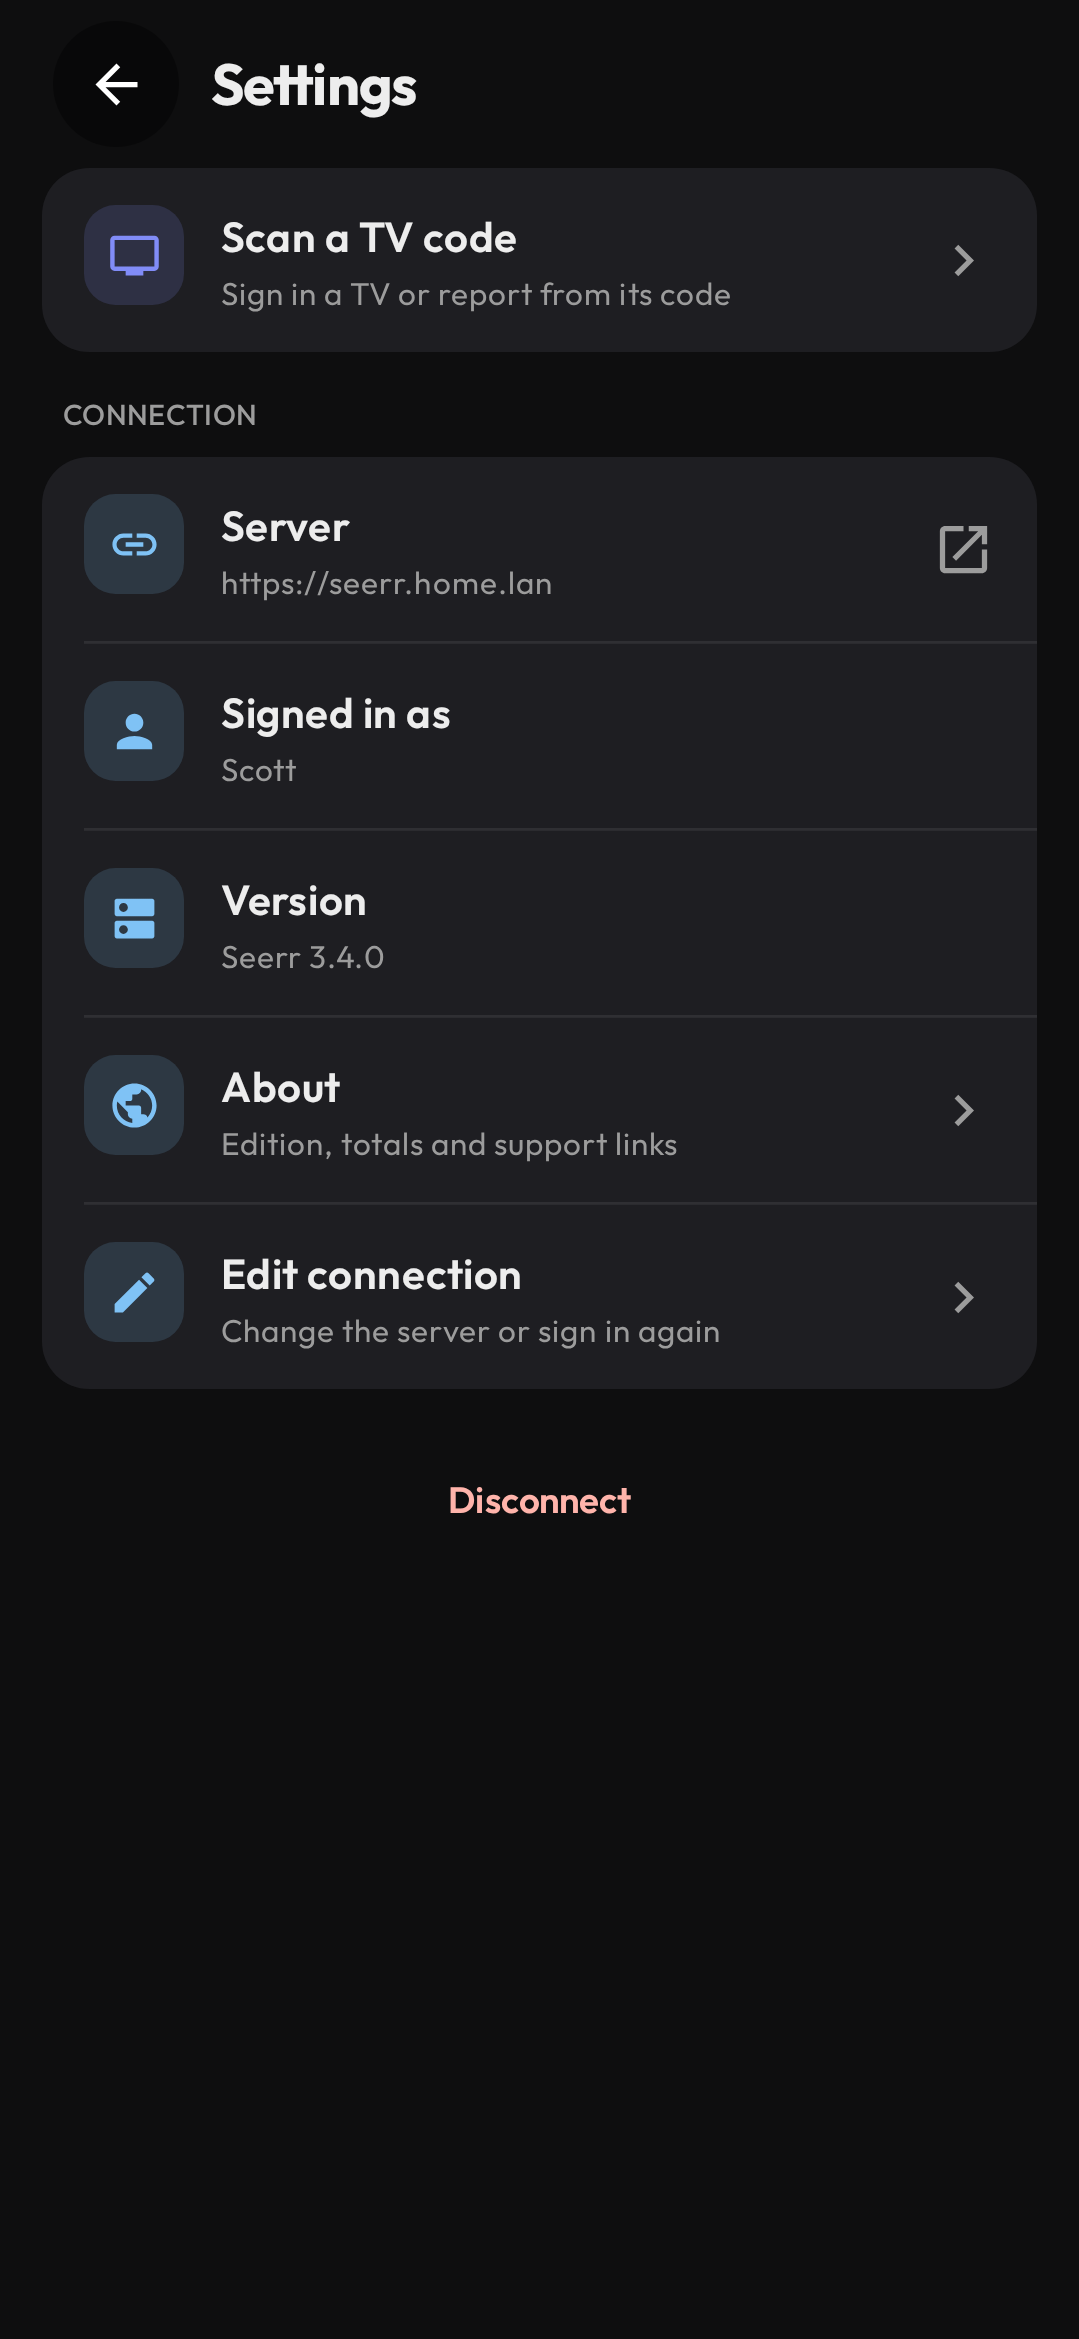 Settings
Scan a TV code
Sign in a TV or report from its code
CONNECTION
Server
https://seerr.home.lan
Signed in as
Scott
Version
Seerr 3.4.0
About
Edition, totals and support links
Edit connection
Change the server or sign in again
Disconnect